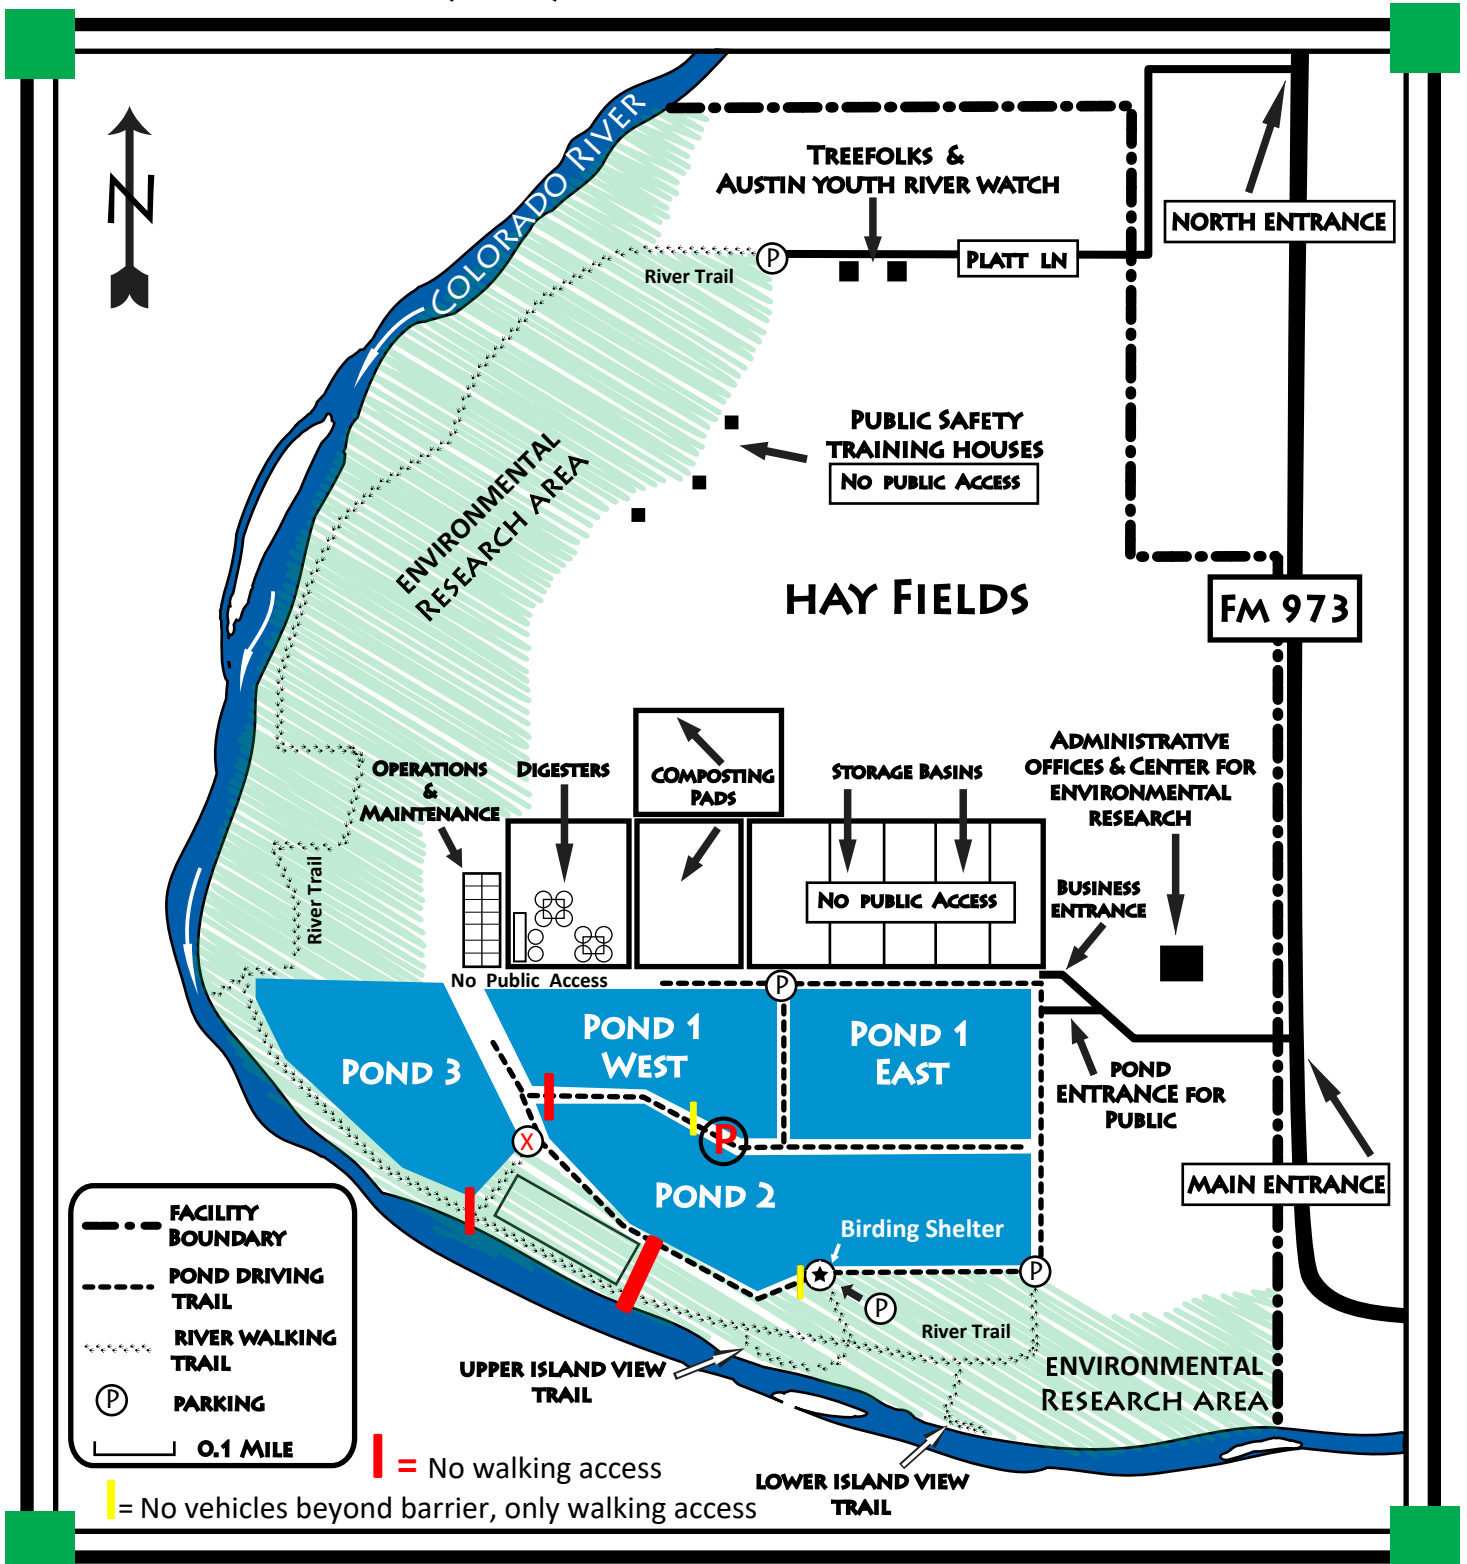 COLORADO RIVER
N
TREEFOLKS &
AUSTIN YOUTH RIVER WATCH
NORTH ENTRANCE
P
PLATT LN
River Trail
PUBLIC SAFETY
TRAINING HOUSES
NO PUBLIC ACCESS
ENVIRONMENTAL
RESEARCH AREA
HAY FIELDS
FM 973
ADMINISTRATIVE
OFFICES & CENTER FOR
ENVIRONMENTAL
RESEARCH
OPERATIONS
&
MAINTENANCE
DIGESTERS
COMPOSTING
PADS
STORAGE BASINS
NO PUBLIC ACCESS
BUSINESS
ENTRANCE
River Trail
No Public Access
P
POND 1
WEST
POND 1
EAST
POND 3
POND
ENTRANCE FOR
PUBLIC
P
X
MAIN ENTRANCE
POND 2
Birding Shelter
P
P
River Trail
ENVIRONMENTAL
RESEARCH AREA
UPPER ISLAND VIEW
TRAIL
LOWER ISLAND VIEW
TRAIL
FACILITY
BOUNDARY
POND DRIVING
TRAIL
RIVER WALKING
TRAIL
P PARKING
0.1 MILE
= No walking access
= No vehicles beyond barrier, only walking access